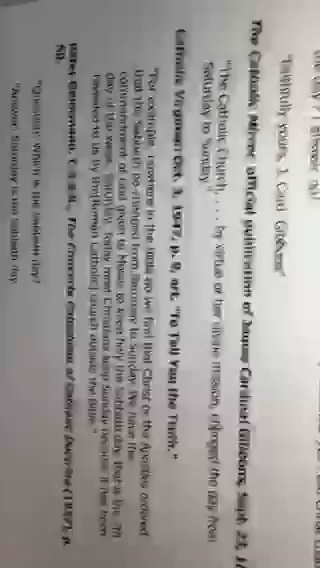 "Faithfully yours, J. Card. Gibbons"
The Catholic Mirror, official publication of James Cardinal Gibbons, Sept. 23,
"The Catholic Church, . . . by virtue of her divine mission, changed the day from
Saturday to Sunday."
Catholic Virginian Oct. 3, 1947, p. 9, art. "To Tell You the Truth."
"For example, nowhere in the Bible do we find that Christ or the Apostles ordered
that the Sabbath be changed from Saturday to Sunday. We have the
commandment of God given to Moses to keep holy the Sabbath day, that is the 7th
day of the week, Saturday. Today most Christians keep Sunday because it has been
revealed to us by the [Roman Catholic] church outside the Bible."
Peter Geiermann, C.S.S.R., The Converts Catechism of Catholic Doctrine (1957), p.
50.
"Question: Which is the Sabbath day?
"Answer: Saturday is the Sabbath day.